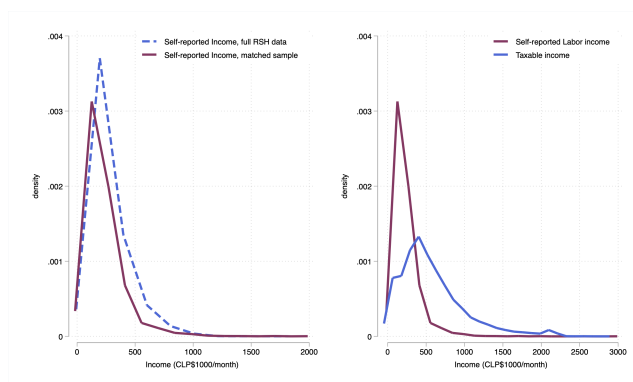 Self-reported Income, full RSH data
Self-reported Income, matched sample
.004
.003
.002
.001
0
density
0 500 1000 1500 2000
Income (CLP$1000/month)
Self-reported Labor income
Taxable income
.004
.003
.002
.001
0
density
0 500 1000 1500 2000 2500 3000
Income (CLP$1000/month)